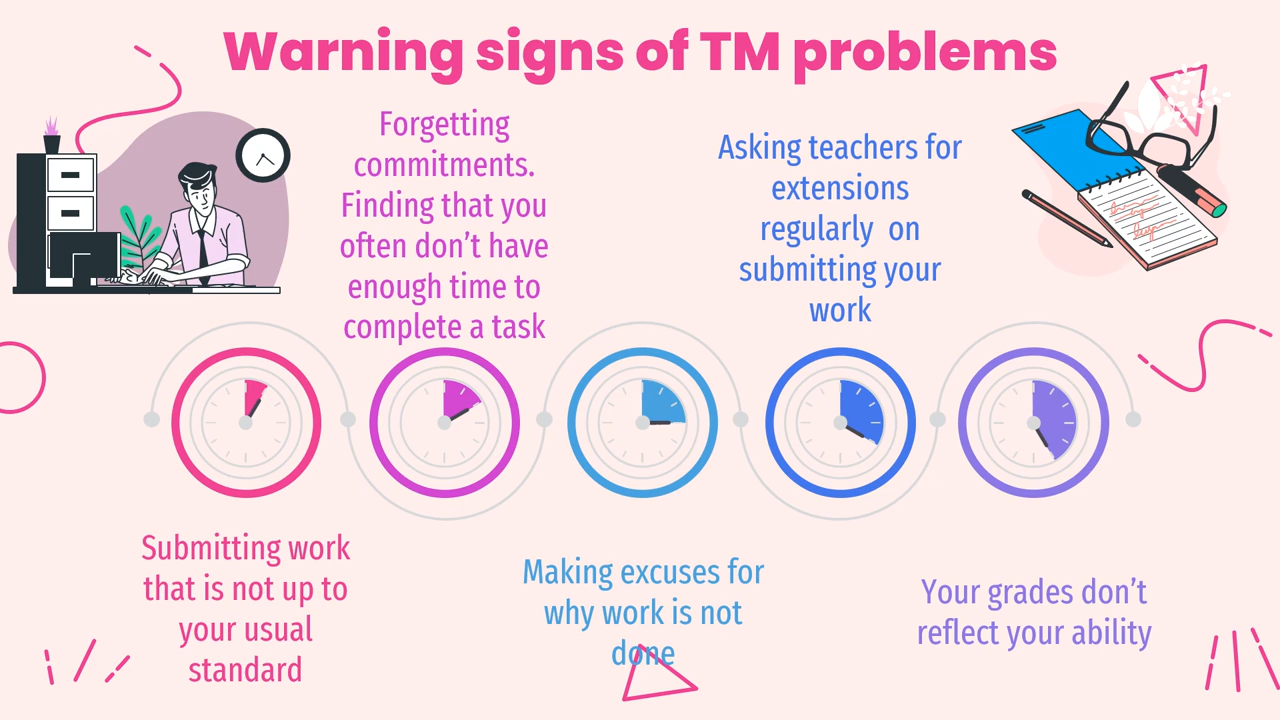 Warning signs of TM problems
Forgetting
commitments.
Finding that you
often don’t have
enough time to
complete a task
Asking teachers for
extensions
regularly  on
submitting your
work
Submitting work
that is not up to
your usual
standard
Making excuses for
why work is not
done
Your grades don’t
reflect your ability